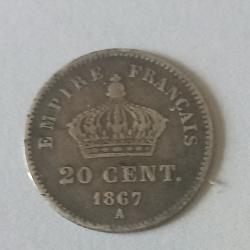 EMPIRE FRANÇAIS
20 CENT.
1867
A